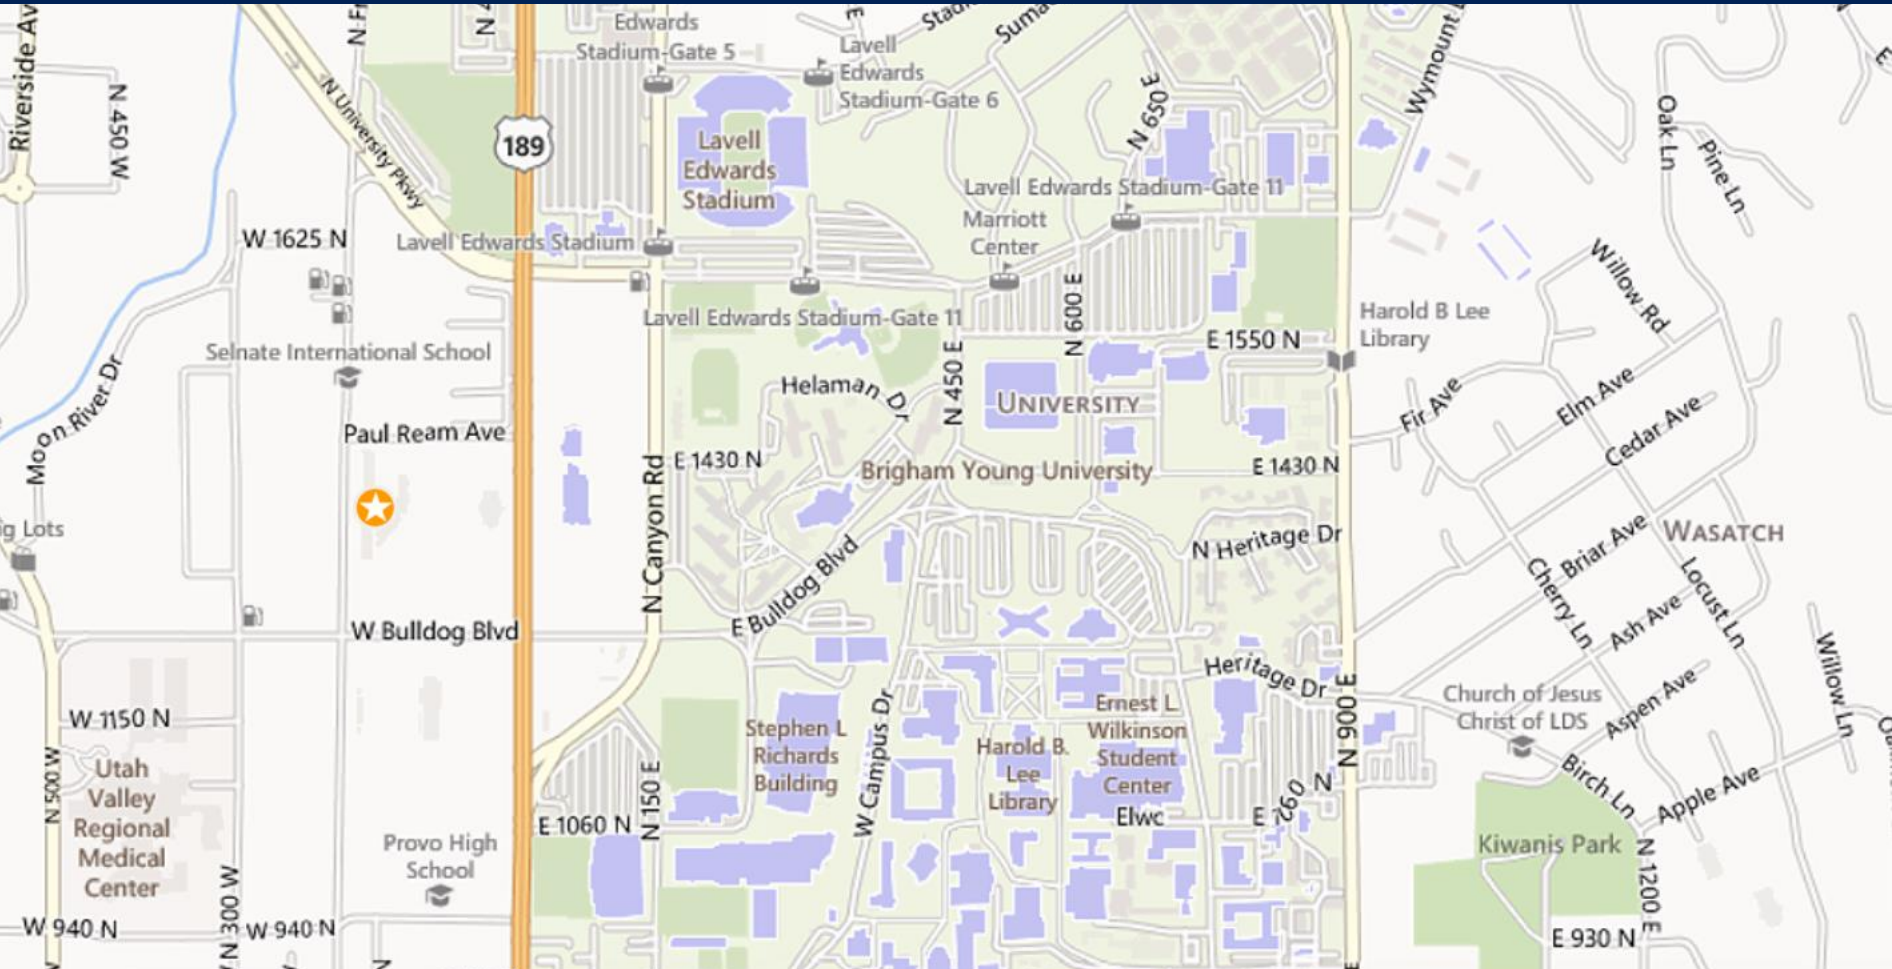 Riverside Av
N 450 W
N Fr
N University Pkwy
189
Edwards
Stadium-Gate 5
Lavell
Edwards
Stadium-Gate 6
Lavell
Edwards
Stadium
E
N 650 E
Wymount
Oak Ln
Pine Ln
W 1625 N
Lavell Edwards Stadium
Lavell Edwards Stadium-Gate 11
Marriott
Center
Lavell Edwards Stadium-Gate 11
N 600 E
E 1550 N
Harold B Lee
Library
Willow Rd
Selnate International School
Moon River Dr
Paul Ream Ave
Helaman Dr
N 450 E
UNIVERSITY
Fir Ave
Elm Ave
Cedar Ave
E 1430 N
Brigham Young University
E 1430 N
ig Lots
N Canyon Rd
N Heritage Dr
Briar Ave
WASATCH
Cherry Ln
Locust Ln
Ash Ave
Willow Ln
W Bulldog Blvd
E Bulldog Blvd
Heritage Dr
N 900 E
Church of Jesus
Christ of LDS
Aspen Ave
W 1150 N
Stephen L
Richards
Building
W Campus Dr
Harold B.
Lee
Library
Ernest L
Wilkinson
Student
Center
Elwc
Birch Ln
Apple Ave
N 500 W
Utah
Valley
Regional
Medical
Center
E 1060 N
N 150 E
Provo High
School
Kiwanis Park
N 1200 E
W 940 N
N 300 W
W 940 N
E 930 N